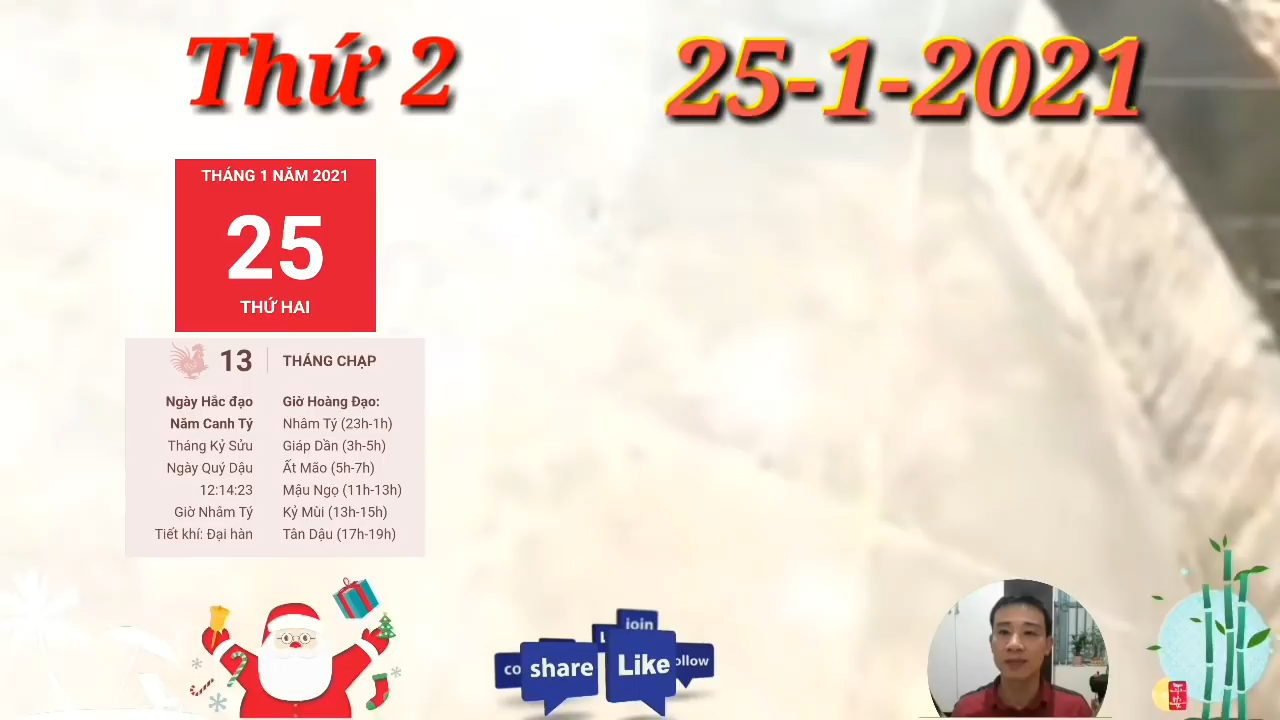 Thứ 2
25-1-2021
THÁNG 1 NĂM 2021
25
THỨ HAI
13
THÁNG CHẠP
Ngày Hắc đạo
Giờ Hoàng Đạo:
Năm Canh Tý
Nhâm Tý (23h-1h)
Tháng Kỷ Sửu
Giáp Dần (3h-5h)
Ngày Quý Dậu
Ất Mão (5h-7h)
12:14:23
Mậu Ngọ (11h-13h)
Giờ Nhâm Tý
Kỷ Mùi (13h-15h)
Tiết khí: Đại hàn
Tân Dậu (17h-19h)
join
co
share
Like
ollow